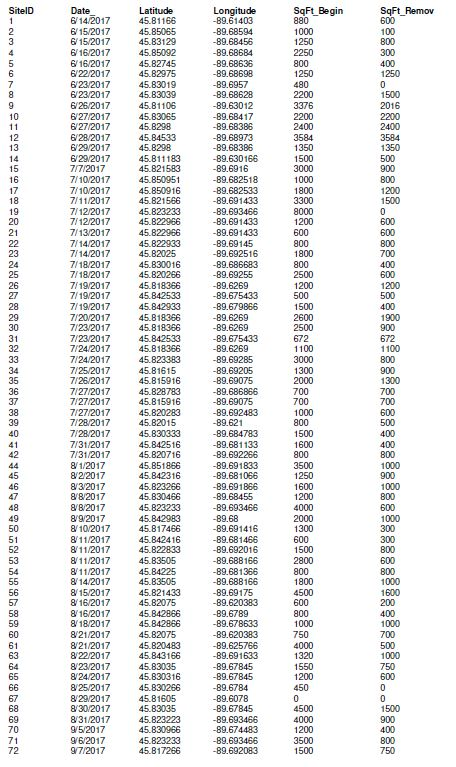 SiteID Date_ Latitude Longitude SqFt_Begin SqFt_Remov
1 6/14/2017 45.81166 -89.61403 880 600
2 6/15/2017 45.85065 -89.68594 1000 100
3 6/15/2017 45.83129 -89.68456 1250 800
4 6/16/2017 45.85092 -89.68684 2250 300
5 6/16/2017 45.82745 -89.68636 800 400
6 6/22/2017 45.82975 -89.68698 1250 1250
7 6/23/2017 45.83019 -89.6957 480 0
8 6/23/2017 45.83039 -89.68628 2200 1500
9 6/26/2017 45.81106 -89.63012 3376 2016
10 6/27/2017 45.83065 -89.68417 2200 2200
11 6/27/2017 45.8298 -89.68386 2400 2400
12 6/28/2017 45.84533 -89.68973 3584 3584
13 6/29/2017 45.8298 -89.68386 1350 1350
14 6/29/2017 45.811183 -89.630166 1500 500
15 7/7/2017 45.821583 -89.6916 3000 900
16 7/10/2017 45.850951 -89.682518 1000 800
17 7/10/2017 45.850916 -89.682533 1800 1200
18 7/11/2017 45.821566 -89.691433 3300 1500
19 7/12/2017 45.823233 -89.693466 8000 0
20 7/12/2017 45.822966 -89.691433 1200 600
21 7/13/2017 45.822966 -89.691433 600 600
22 7/14/2017 45.822933 -89.69145 800 800
23 7/14/2017 45.82025 -89.692516 1800 700
24 7/18/2017 45.830016 -89.686683 800 400
25 7/18/2017 45.820266 -89.69255 2500 600
26 7/19/2017 45.818366 -89.6269 1200 1200
27 7/19/2017 45.842533 -89.675433 500 500
28 7/19/2017 45.842933 -89.679866 1500 400
29 7/20/2017 45.818366 -89.6269 2600 1900
30 7/23/2017 45.818366 -89.6269 2500 900
31 7/23/2017 45.842533 -89.675433 672 672
32 7/24/2017 45.818366 -89.6269 1100 1100
33 7/24/2017 45.823383 -89.69285 3000 800
34 7/25/2017 45.81615 -89.69205 1300 900
35 7/26/2017 45.815916 -89.69075 2000 1300
36 7/27/2017 45.828783 -89.686866 700 700
37 7/27/2017 45.815916 -89.69075 700 700
38 7/27/2017 45.820283 -89.692483 1000 600
39 7/28/2017 45.82015 -89.621 800 500
40 7/28/2017 45.830333 -89.684783 1500 400
41 7/31/2017 45.842516 -89.681133 1600 400
42 7/31/2017 45.820716 -89.692266 800 800
44 8/1/2017 45.851866 -89.691833 3500 1000
45 8/2/2017 45.842316 -89.681066 1250 900
46 8/3/2017 45.823266 -89.691866 1600 1000
47 8/8/2017 45.830466 -89.68455 1200 800
48 8/8/2017 45.823233 -89.693466 4000 600
49 8/9/2017 45.842983 -89.68 2000 1000
50 8/10/2017 45.817466 -89.691416 1300 300
51 8/11/2017 45.842416 -89.681466 600 300
52 8/11/2017 45.822833 -89.692016 1500 800
53 8/11/2017 45.83505 -89.688166 2800 600
54 8/11/2017 45.84225 -89.681366 800 800
55 8/14/2017 45.83505 -89.688166 1800 1000
56 8/15/2017 45.821433 -89.69175 4500 1600
57 8/16/2017 45.82075 -89.620383 600 200
58 8/16/2017 45.842866 -89.6789 800 400
59 8/18/2017 45.842866 -89.678633 1000 1000
60 8/21/2017 45.82075 -89.620383 750 700
61 8/21/2017 45.820483 -89.625766 4000 500
63 8/22/2017 45.843166 -89.691633 1320 1000
64 8/23/2017 45.83035 -89.67845 1550 750
65 8/24/2017 45.830316 -89.67845 1200 600
66 8/25/2017 45.830266 -89.6784 450 0
67 8/29/2017 45.81605 -89.6078 0 0
68 8/30/2017 45.83035 -89.67845 4500 1500
69 8/31/2017 45.823223 -89.693466 4000 900
70 9/5/2017 45.830966 -89.674483 1200 400
71 9/6/2017 45.823233 -89.693466 3500 800
72 9/7/2017 45.817266 -89.692083 1500 750